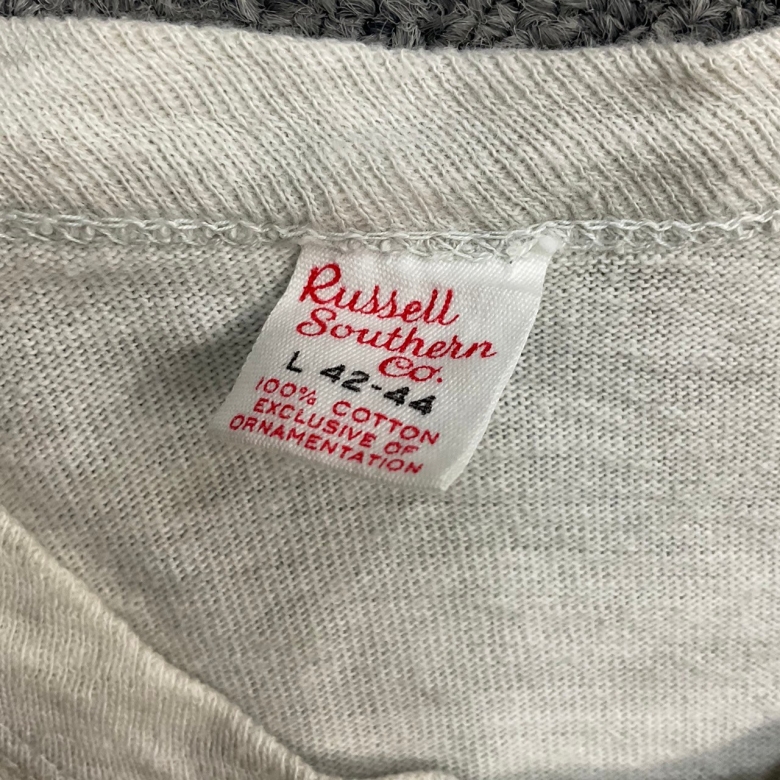 Russell
Southern
Co.
L 42-44
100% COTTON
EXCLUSIVE OF
ORNAMENTATION